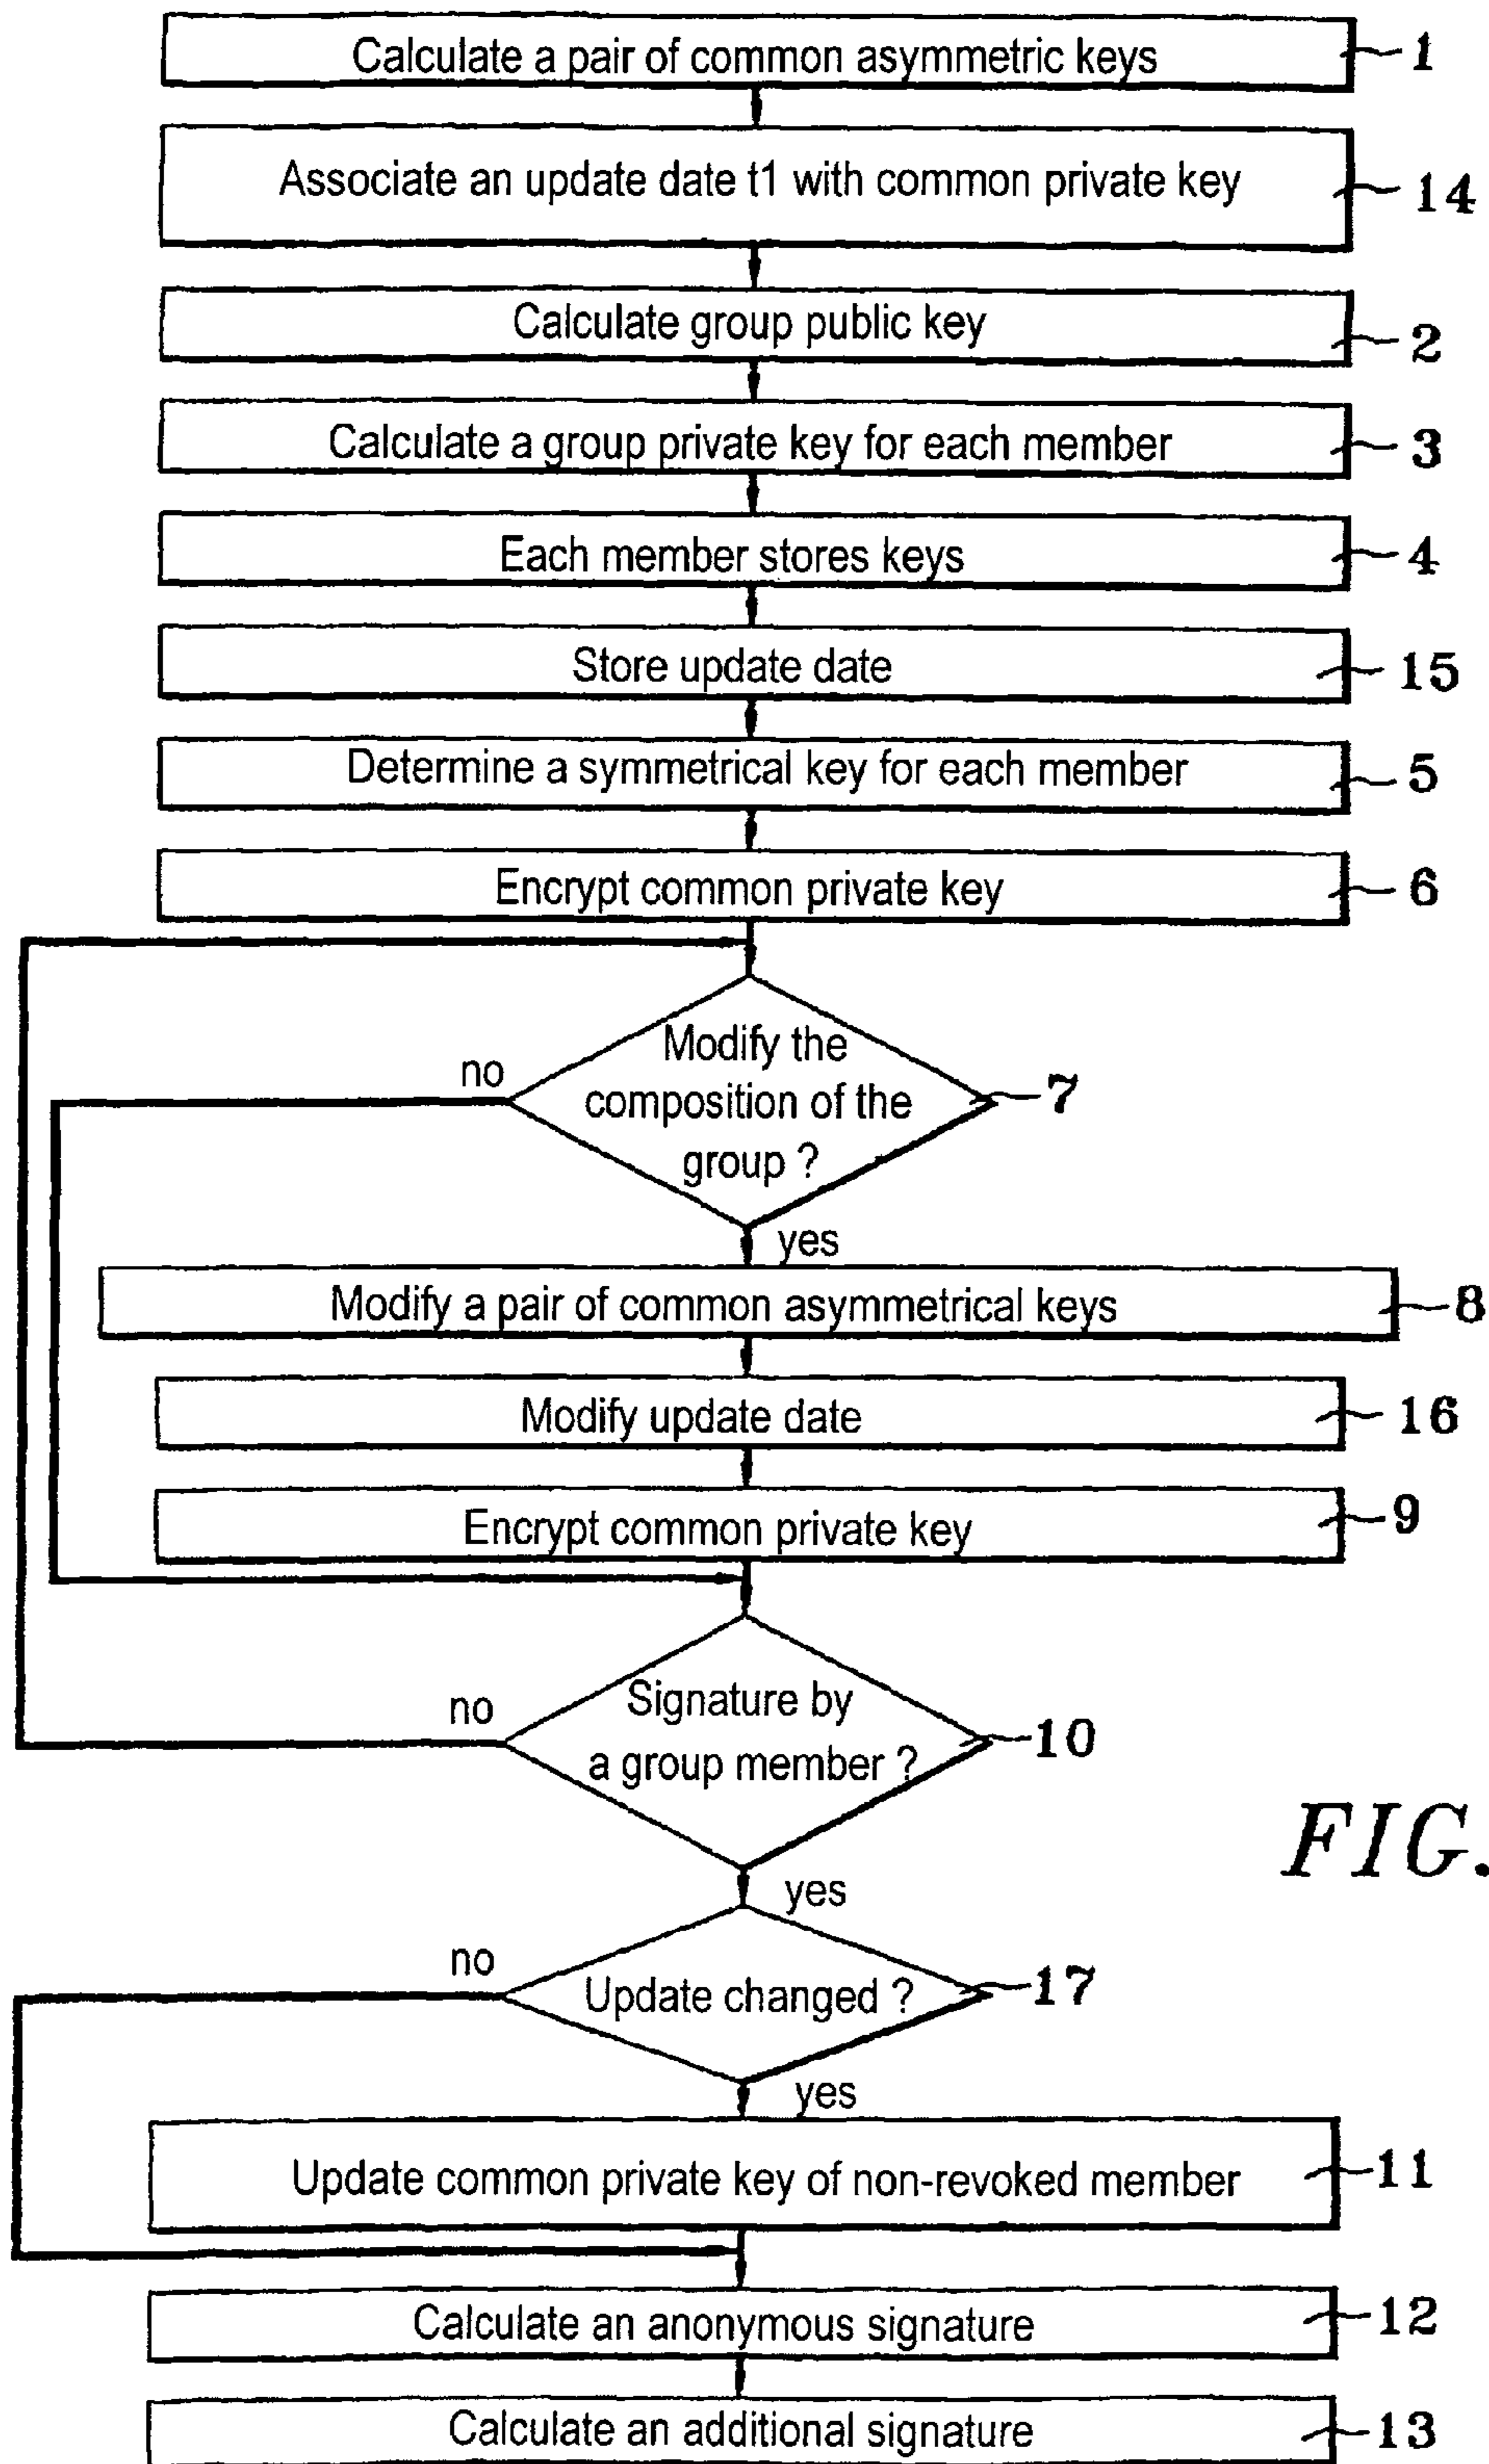 Calculate a pair of common asymmetric keys
1
Associate an update date t1 with common private key
14
Calculate group public key
2
Calculate a group private key for each member
3
Each member stores keys
4
Store update date
15
Determine a symmetrical key for each member
5
Encrypt common private key
6
Modify the
composition of the
group ?
7
no
yes
Modify a pair of common asymmetrical keys
8
Modify update date
16
Encrypt common private key
9
Signature by
a group member ?
10
no
FIG.
yes
Update changed ?
17
no
yes
Update common private key of non-revoked member
11
Calculate an anonymous signature
12
Calculate an additional signature
13